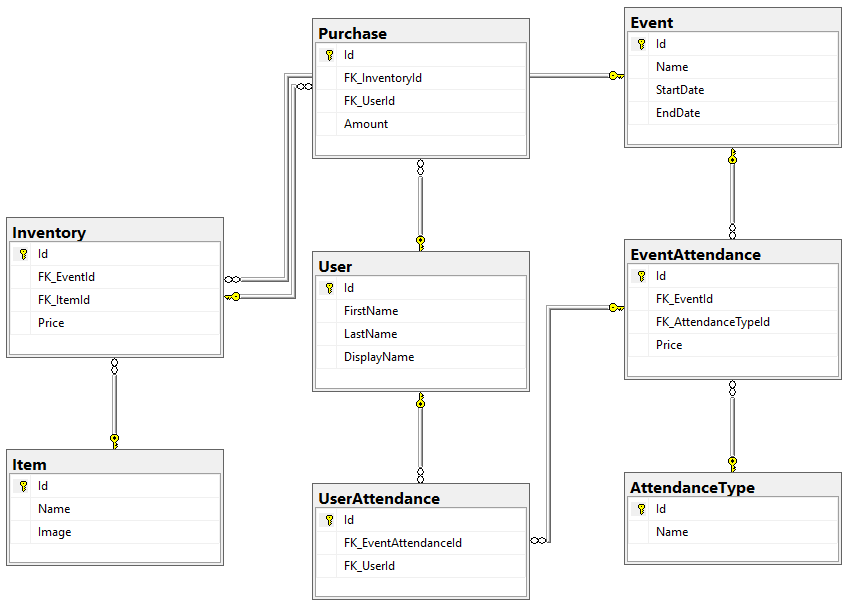 Purchase
Id
FK_InventoryId
FK_UserId
Amount
Event
Id
Name
StartDate
EndDate
Inventory
Id
FK_EventId
FK_ItemId
Price
User
Id
FirstName
LastName
DisplayName
EventAttendance
Id
FK_EventId
FK_AttendanceTypeId
Price
Item
Id
Name
Image
UserAttendance
Id
FK_EventAttendanceId
FK_UserId
AttendanceType
Id
Name